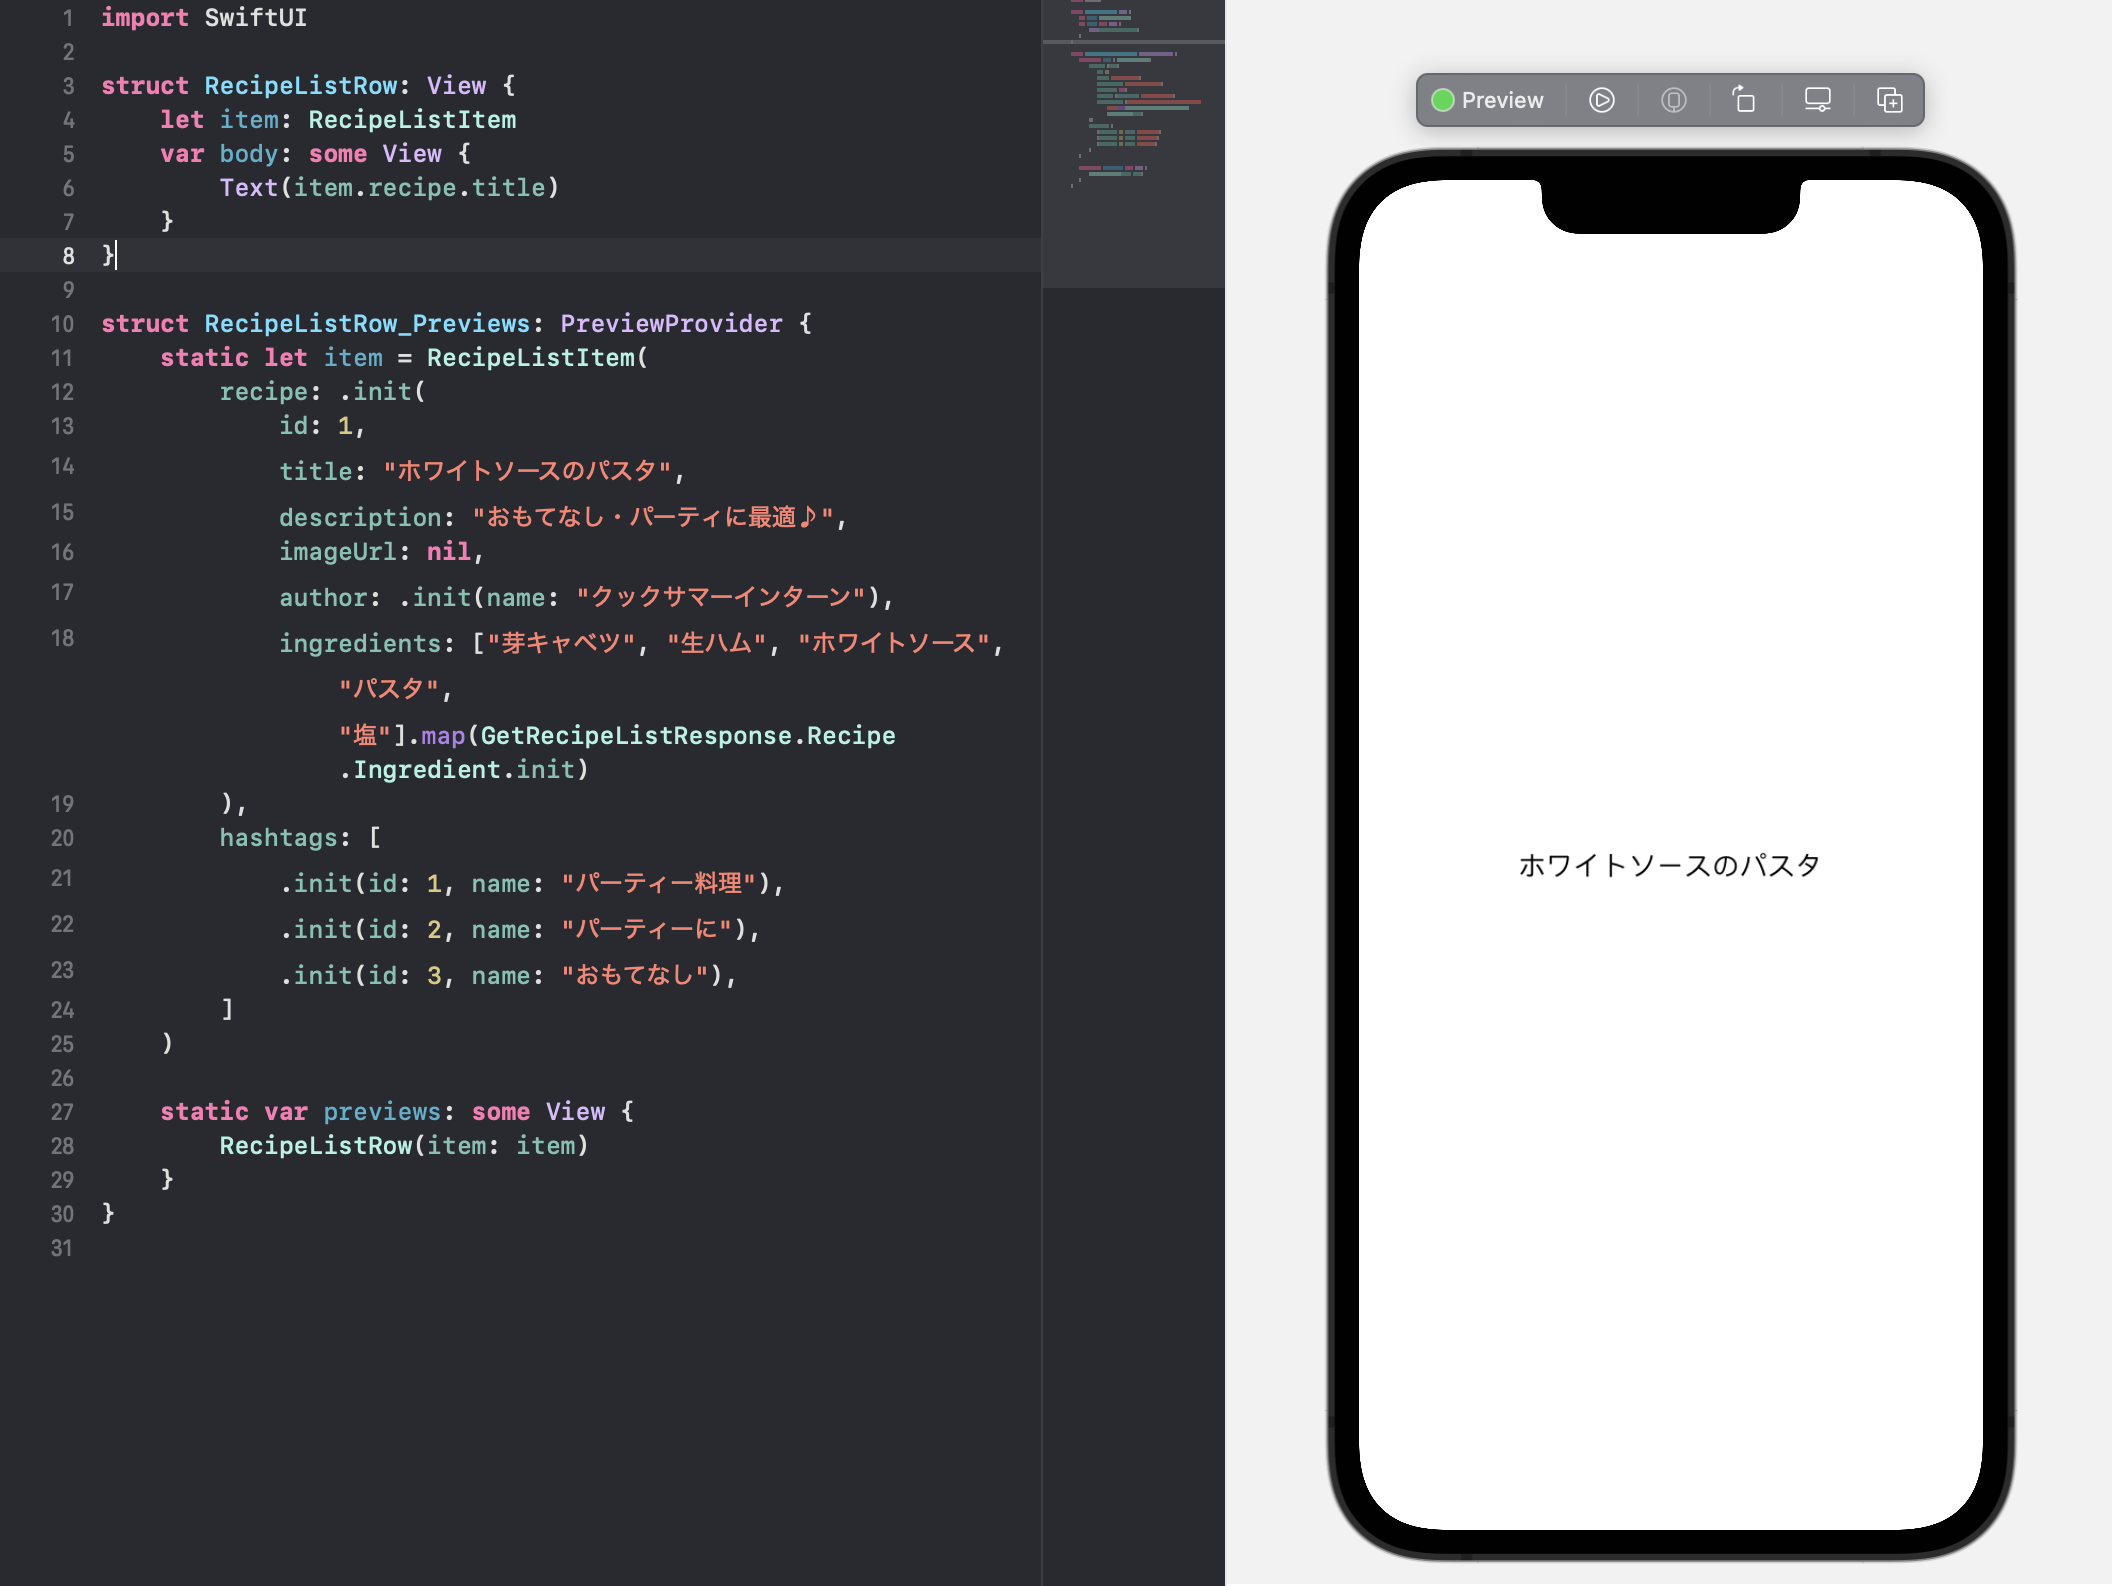 1 import SwiftUI
2
3 struct RecipeListRow: View {
4 let item: RecipeListItem
5 var body: some View {
6 Text(item.recipe.title)
7 }
8 }
9
10 struct RecipeListRow_Previews: PreviewProvider {
11 static let item = RecipeListItem(
12 recipe: .init(
13 id: 1,
14 title: "ホワイトソースのパスタ",
15 description: "おもてなし・パーティに最適♪",
16 imageUrl: nil,
17 author: .init(name: "クックサマーインターン"),
18 ingredients: ["芽キャベツ", "生ハム", "ホワイトソース",
"パスタ",
"塩"].map(GetRecipeListResponse.Recipe
.Ingredient.init)
19 ),
20 hashtags: [
21 .init(id: 1, name: "パーティー料理"),
22 .init(id: 2, name: "パーティーに"),
23 .init(id: 3, name: "おもてなし"),
24 ]
25 )
26
27 static var previews: some View {
28 RecipeListRow(item: item)
29 }
30 }
31
Preview
ホワイトソースのパスタ